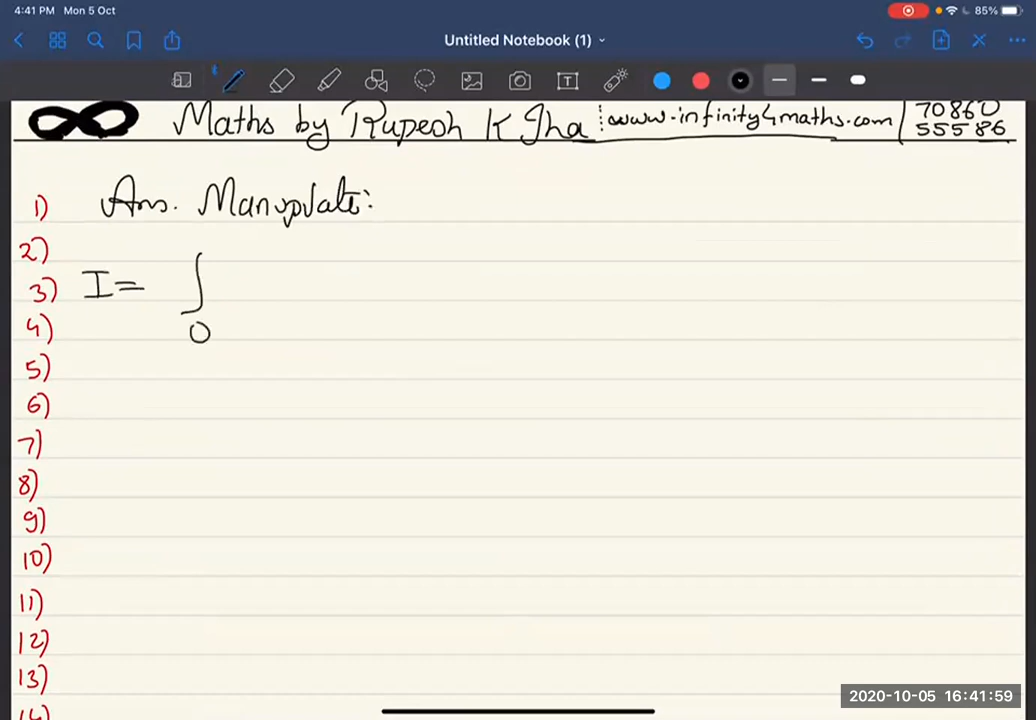 4:41 PM Mon 5 Oct 85%
Untitled Notebook (1)
∞ Maths by Rupesh K Jha www.infinity4maths.com 70860
55586
1) Ans. Manupulate:
2)
3) I = ∫
4) 0
5)
6)
7)
8)
9)
10)
11)
12)
13)
14)
2020-10-05 16:41:59